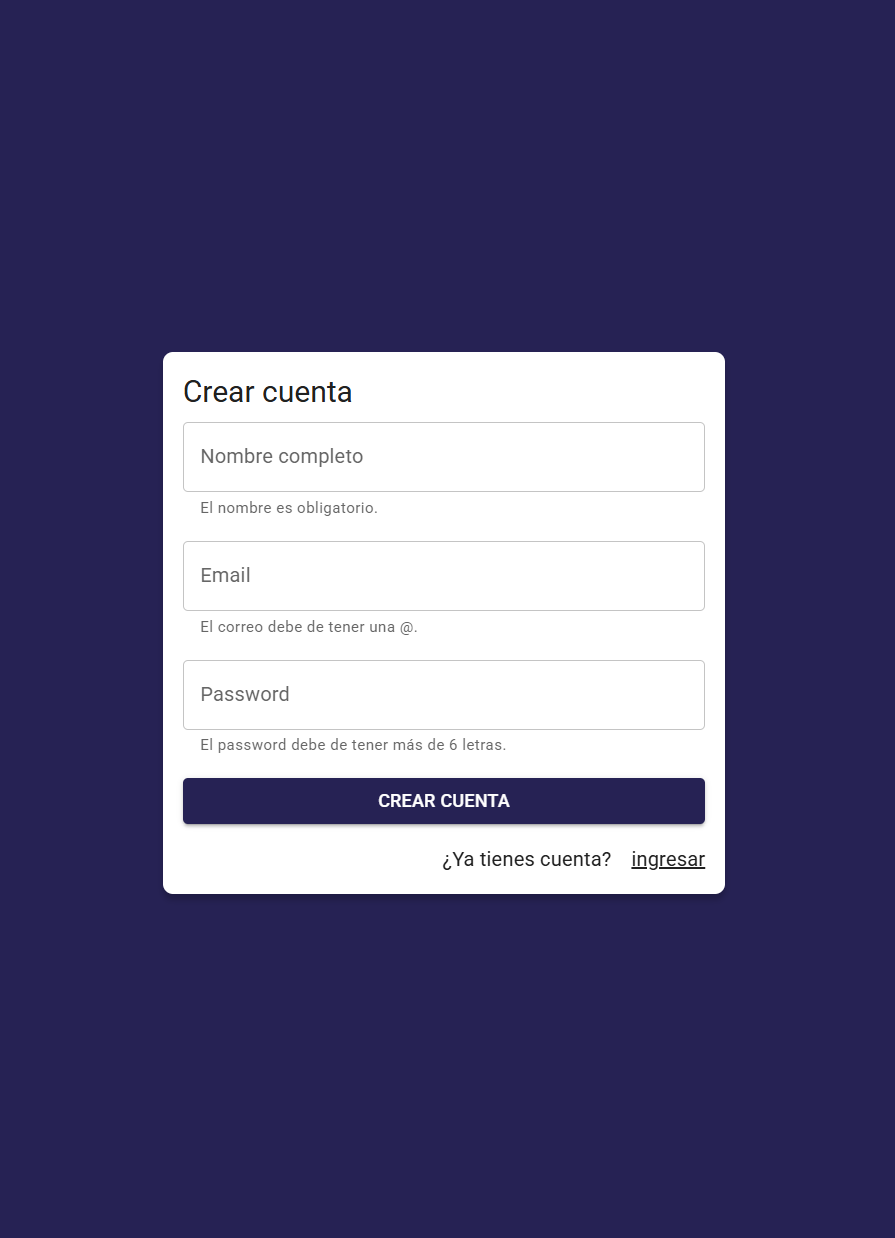 Crear cuenta
Nombre completo
El nombre es obligatorio.
Email
El correo debe de tener una @.
Password
El password debe de tener más de 6 letras.
CREAR CUENTA
¿Ya tienes cuenta? ingresar